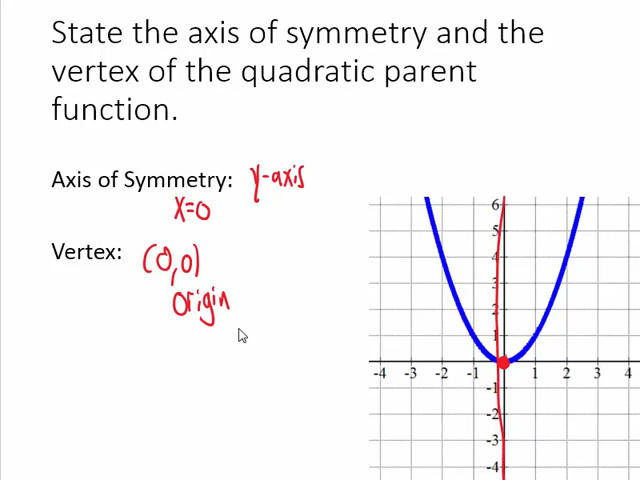 State the axis of symmetry and the
vertex of the quadratic parent
function.
Axis of Symmetry: y-axis
x=0
Vertex: (0,0)
origin
6
5
4
3
2
1
-4 -3 -2 -1 1 2 3 4
-1
-2
-3
-4